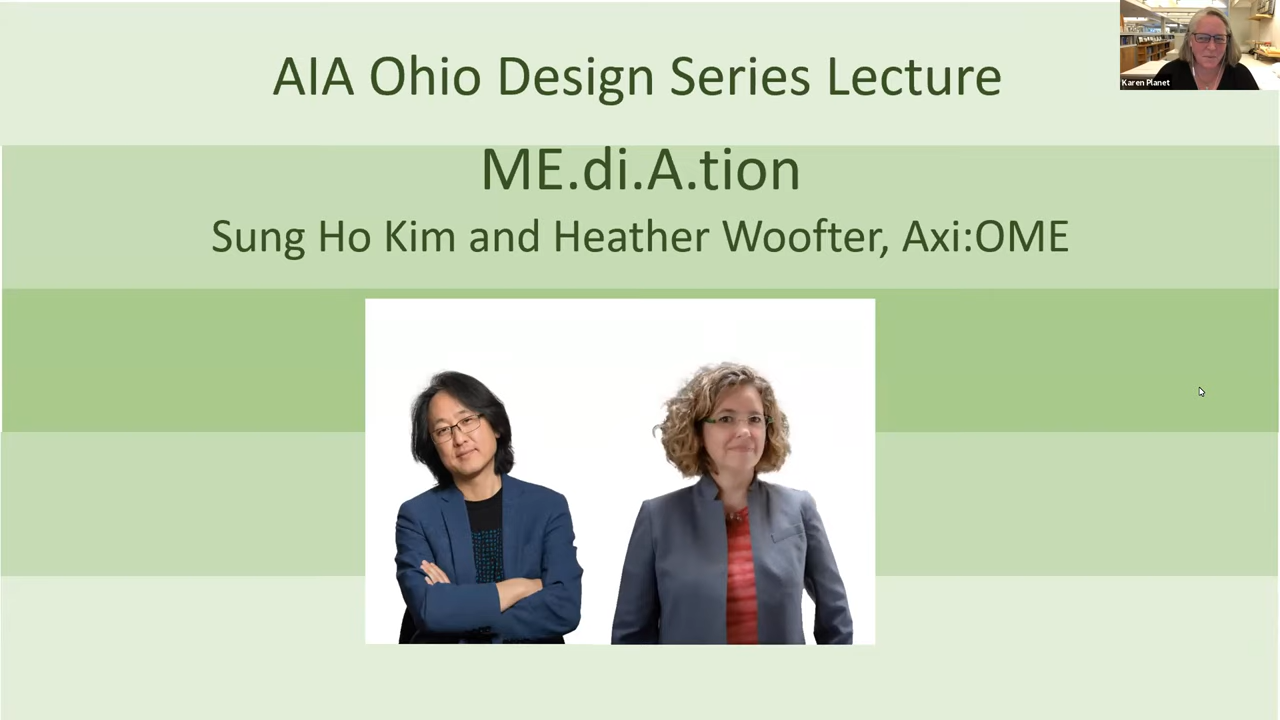 AIA Ohio Design Series Lecture
Karen Planet
ME.di.A.tion
Sung Ho Kim and Heather Woofter, Axi:OME